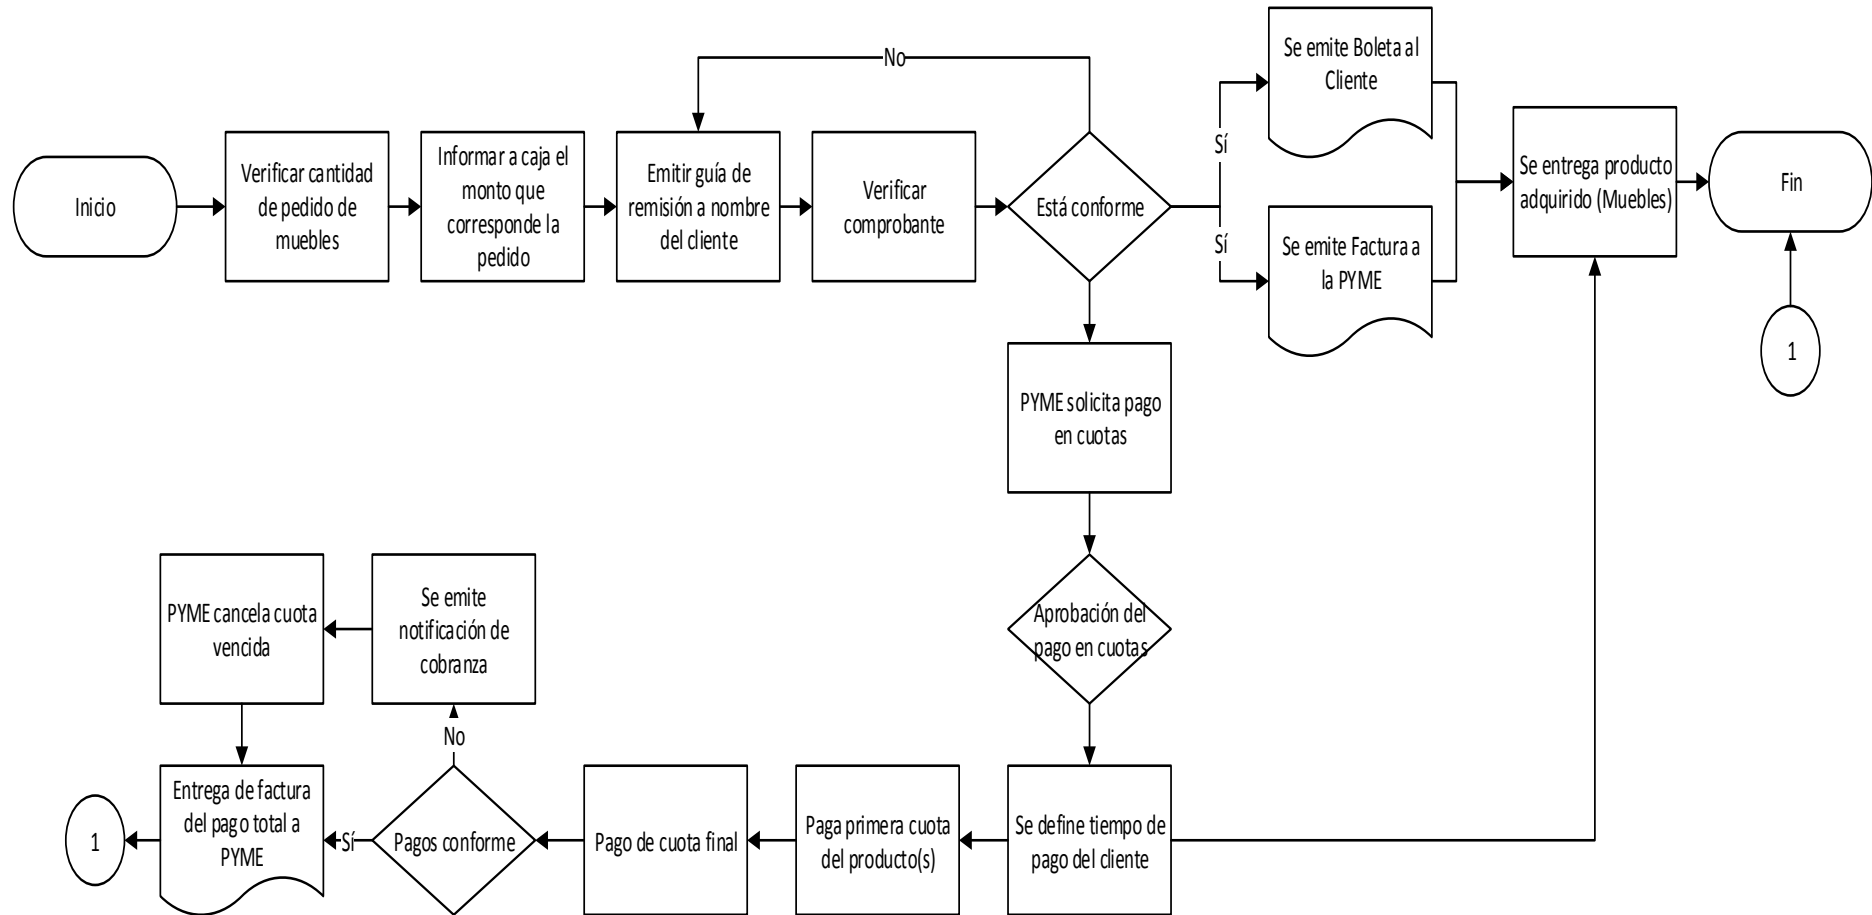 No
Se emite Boleta al
Cliente
Inicio
Verificar cantidad
de pedido de
muebles
Informar a caja el
monto que
corresponde la
pedido
Emitir guía de
remisión a nombre
del cliente
Verificar
comprobante
Está conforme
Sí
Sí
Se emite Factura a
la PYME
Se entrega producto
adquirido (Muebles)
Fin
1
PYME solicita pago
en cuotas
Aprobación del
pago en cuotas
Se define tiempo de
pago del cliente
Paga primera cuota
del producto(s)
Pago de cuota final
Pagos conforme
No
Se emite
notificación de
cobranza
PYME cancela cuota
vencida
Sí
Entrega de factura
del pago total a
PYME
1